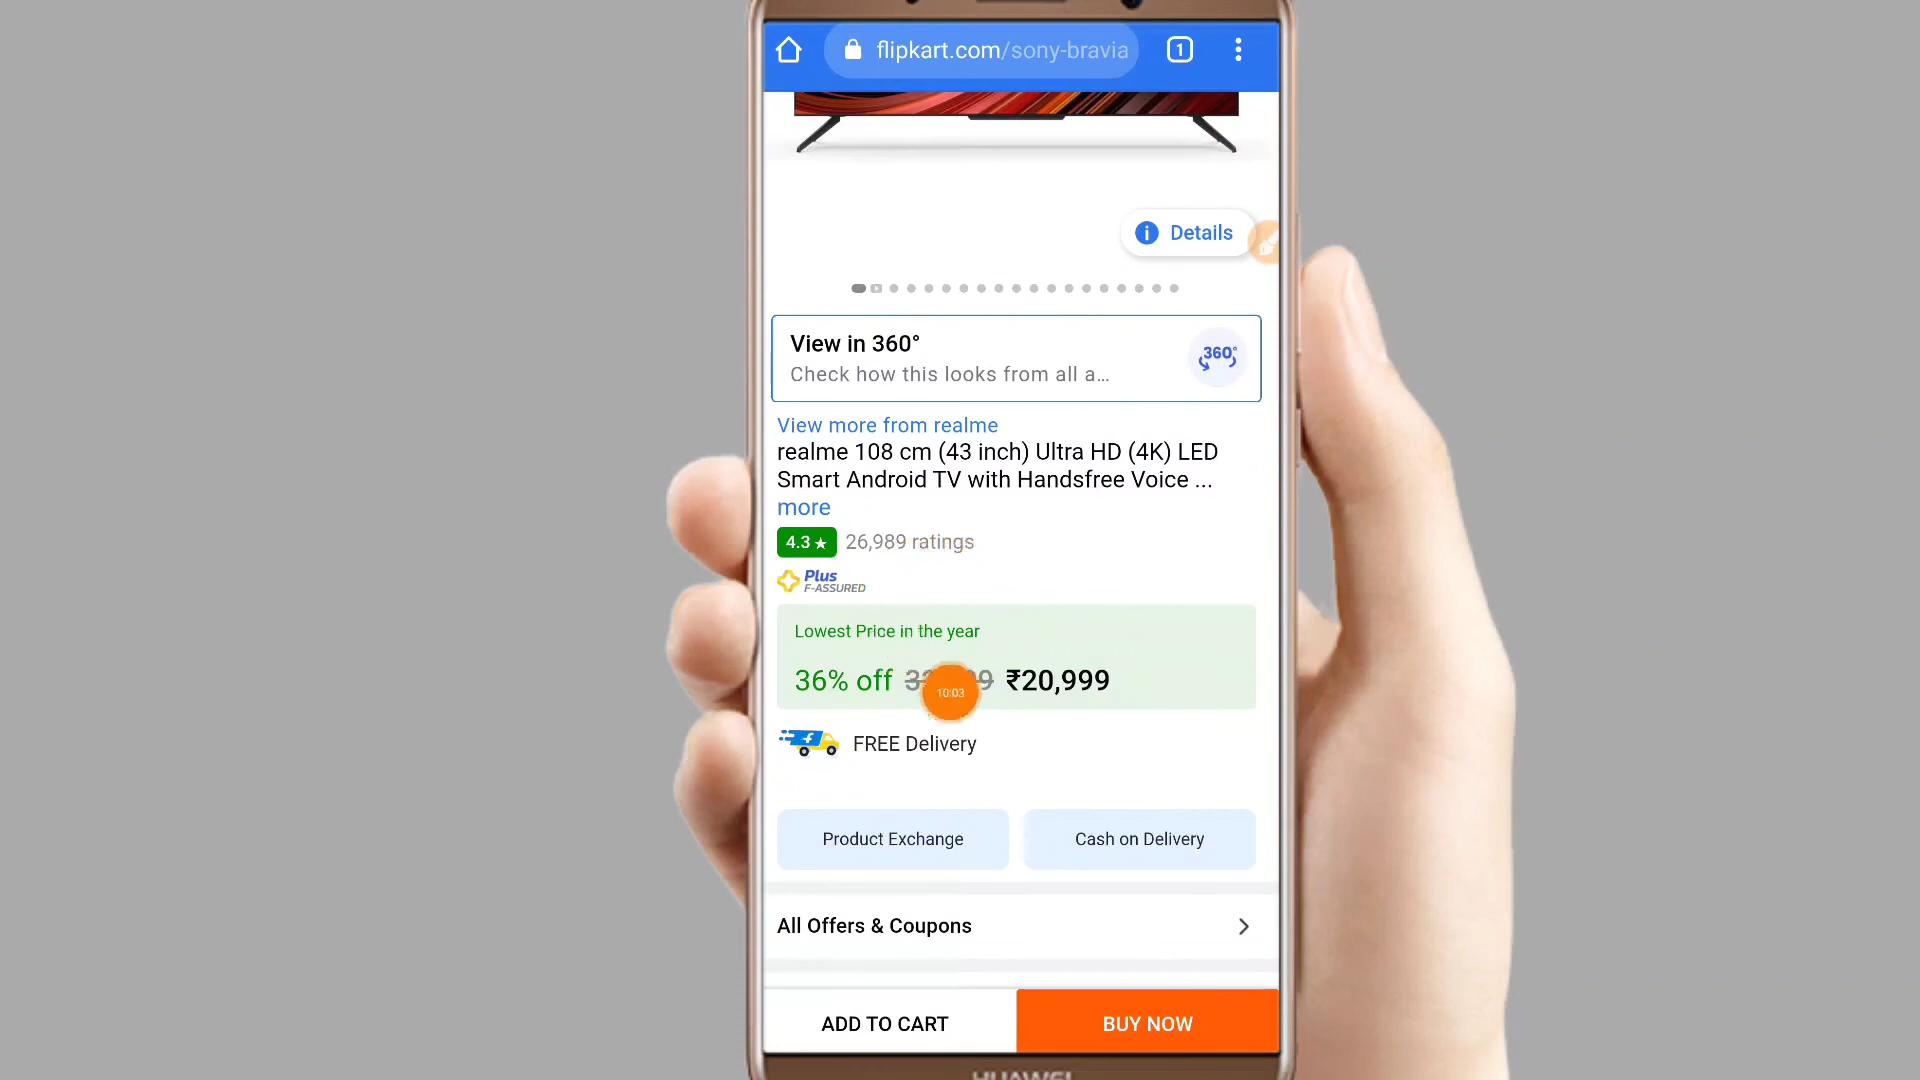 flipkart.com/sony-bravia
1
Details
View in 360°
Check how this looks from all a...
360°
View more from realme
realme 108 cm (43 inch) Ultra HD (4K) LED
Smart Android TV with Handsfree Voice ...
more
4.3★ 26,989 ratings
Plus
F-ASSURED
Lowest Price in the year
36% off ₹20,999
10:03
FREE Delivery
Product Exchange
Cash on Delivery
All Offers & Coupons
ADD TO CART
BUY NOW
HUAWEI